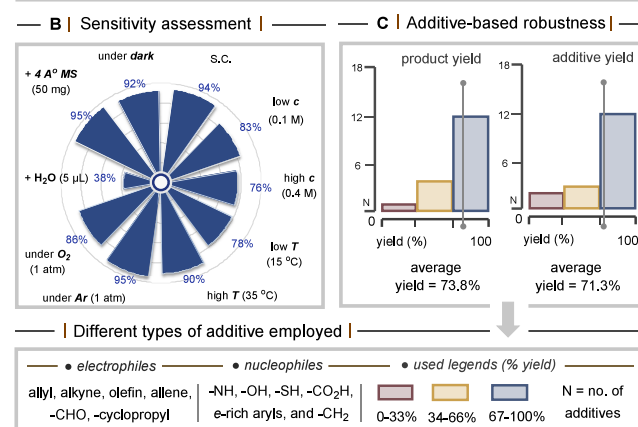 B | Sensitivity assessment |
C | Additive-based robustness |
under dark
S.C.
+ 4 Aº MS
(50 mg)
92%
94%
low c
(0.1 M)
95%
83%
+ H2O (5 µL)
38%
76%
high c
(0.4 M)
86%
78%
low T
(15 ºC)
under O2
(1 atm)
95%
90%
under Ar (1 atm)
high T (35 ºC)
product yield
18
12
6
N
0
yield (%)
100
average
yield = 73.8%
additive yield
18
12
6
N
0
yield (%)
100
average
yield = 71.3%
| Different types of additive employed |
• electrophiles
• nucleophiles
• used legends (% yield)
allyl, alkyne, olefin, allene,
-CHO, -cyclopropyl
-NH, -OH, -SH, -CO2H,
e-rich aryls, and -CH2
0-33%
34-66%
67-100%
N = no. of
additives